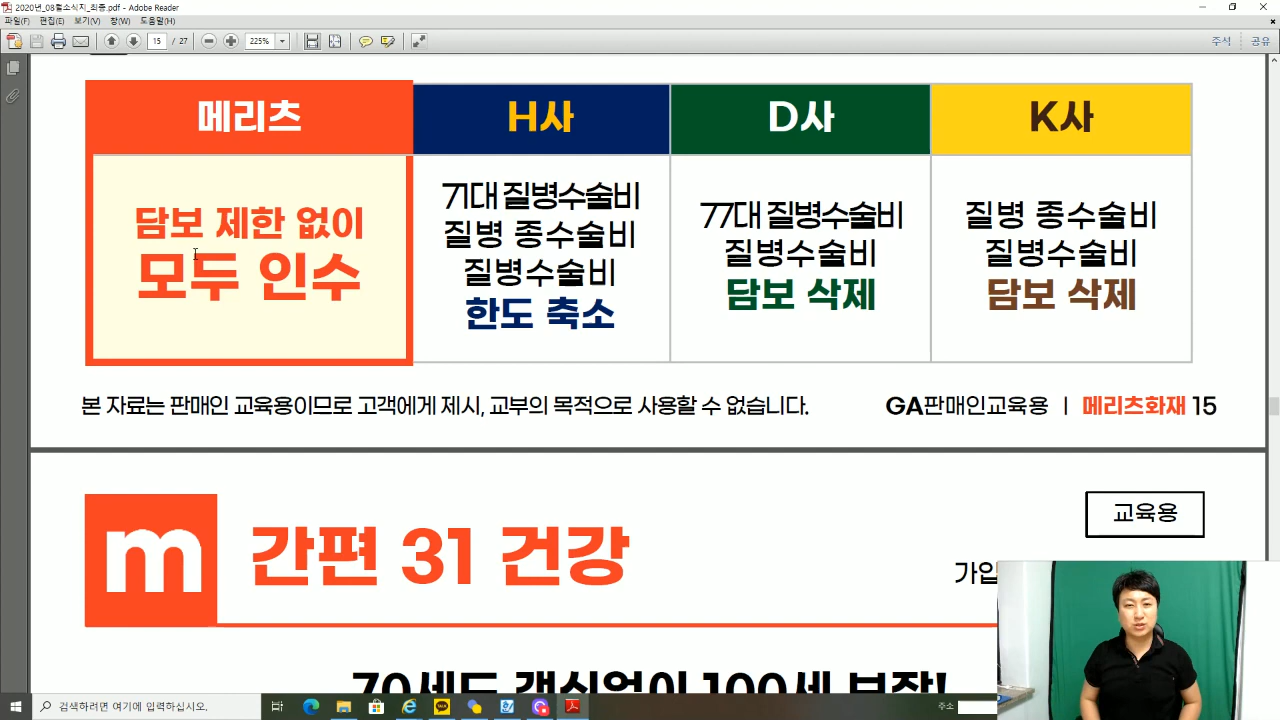 2020년_08월소식지_최종.pdf - Adobe Reader
파일(F) 편집(E) 보기(V) 창(W) 도움말(H)
15 / 27 225% 주석 공유
메리츠 H사 D사 K사
담보 제한 없이
모두 인수
71대 질병수술비
질병 종수술비
질병수술비
한도 축소
77대 질병수술비
질병수술비
담보 삭제
질병 종수술비
질병수술비
담보 삭제
본 자료는 판매인 교육용이므로 고객에게 제시, 교부의 목적으로 사용할 수 없습니다.
GA판매인교육용 | 메리츠화재 15
교육용
m 간편 31 건강
가입
70세도 갱신없이 100세 보장!
검색하려면 여기에 입력하십시오.
주소